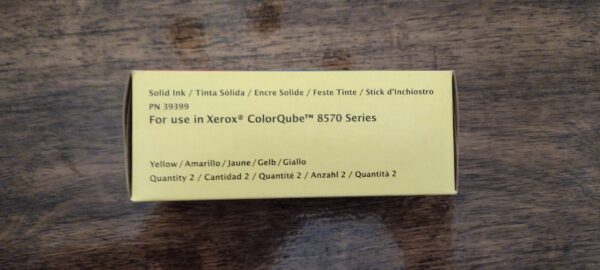 Solid Ink / Tinta Sólida / Encre Solide / Feste Tinte / Stick d'Inchiostro
PN 39399
For use in Xerox® ColorQube™ 8570 Series
Yellow / Amarillo / Jaune / Gelb / Giallo
Quantity 2 / Cantidad 2 / Quantité 2 / Anzahl 2 / Quantità 2